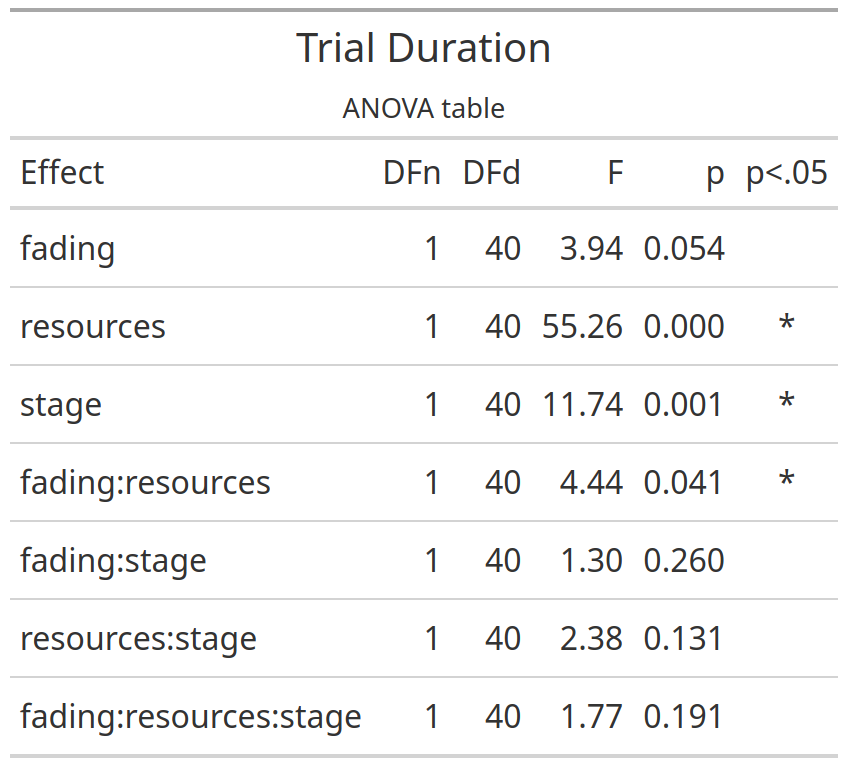 Trial Duration
ANOVA table
Effect DFn DFd F p p<.05
fading 1 40 3.94 0.054
resources 1 40 55.26 0.000 *
stage 1 40 11.74 0.001 *
fading:resources 1 40 4.44 0.041 *
fading:stage 1 40 1.30 0.260
resources:stage 1 40 2.38 0.131
fading:resources:stage 1 40 1.77 0.191